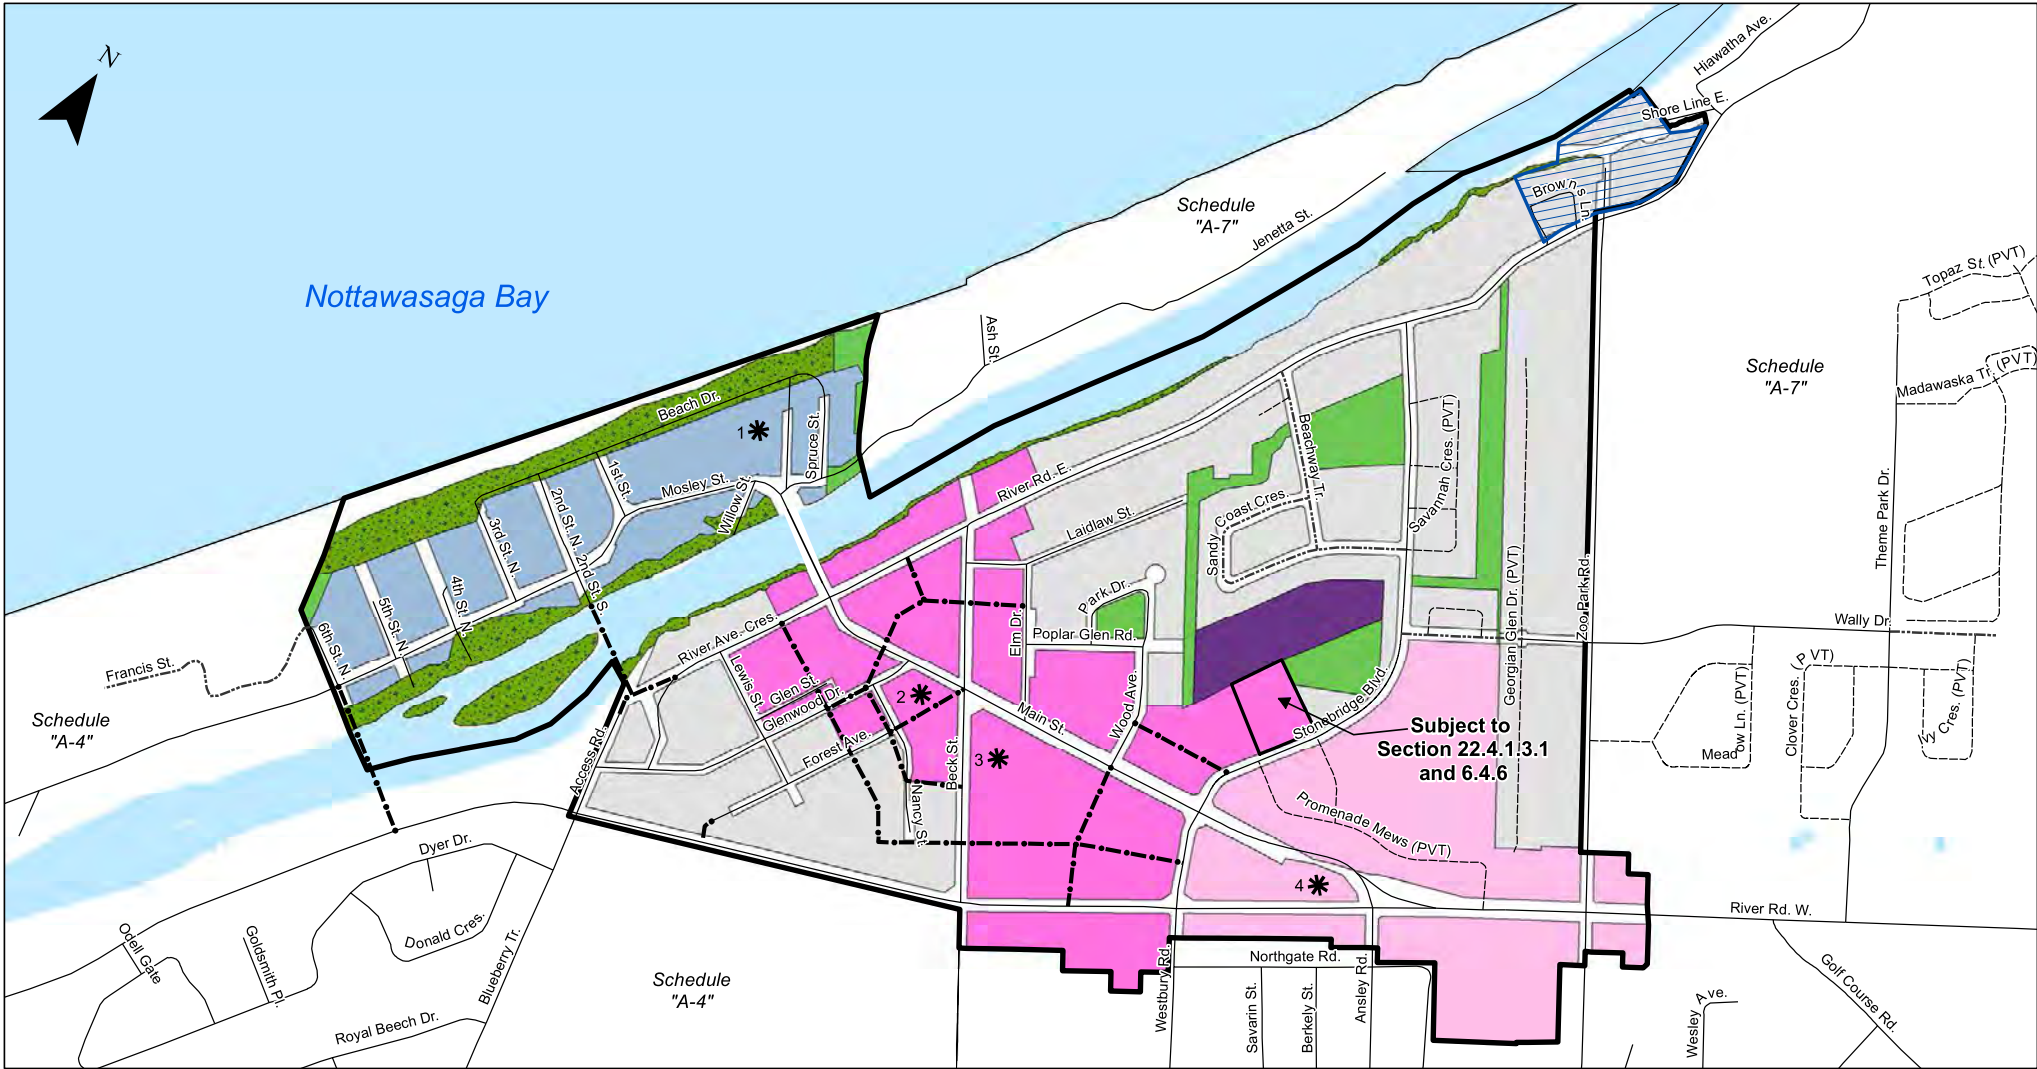 N
Hiawatha Ave.
Shore Line E.
Schedule
"A-7"
Brown's Ln.
Jenetta St.
Topaz St. (PVT)
Nottawasaga Bay
Ash St.
Schedule
"A-7"
Madawaska Tr. (PVT)
Beach Dr.
1
Spruce St.
Beachway Tr.
Savannah Cres. (PVT)
1st St.
Mosley St.
Willow St.
River Rd. E.
2nd St. N.
3rd St. N.
Laidlaw St.
Sandy Coast Cres.
Theme Park Dr.
2nd St. S.
4th St. N.
5th St. N.
6th St. N.
Park Dr.
Georgian Glen Dr. (PVT)
Zoo Park Rd.
Wally Dr.
River Ave. Cres.
Elm Dr.
Poplar Glen Rd.
Francis St.
Lewis St.
Glen St.
Glenwood Dr.
2
Wood Ave.
Main St.
Stonebridge Blvd.
Schedule
"A-4"
Subject to
Section 22.4.1.3.1
and 6.4.6
Meadow Ln. (PVT)
Clover Cres. (PVT)
Ivy Cres. (PVT)
Forest Ave.
Access Rd.
Beck St.
3
Nancy St.
Promenade Mews (PVT)
Dyer Dr.
4
River Rd. W.
Donald Cres.
Odell Gate
Goldsmith Pl.
Blueberry Tr.
Schedule
"A-4"
Westbury Rd.
Northgate Rd.
Ansley Rd.
Savarin St.
Berkely St.
Golf Course Rd.
Wesley Ave.
Royal Beech Dr.